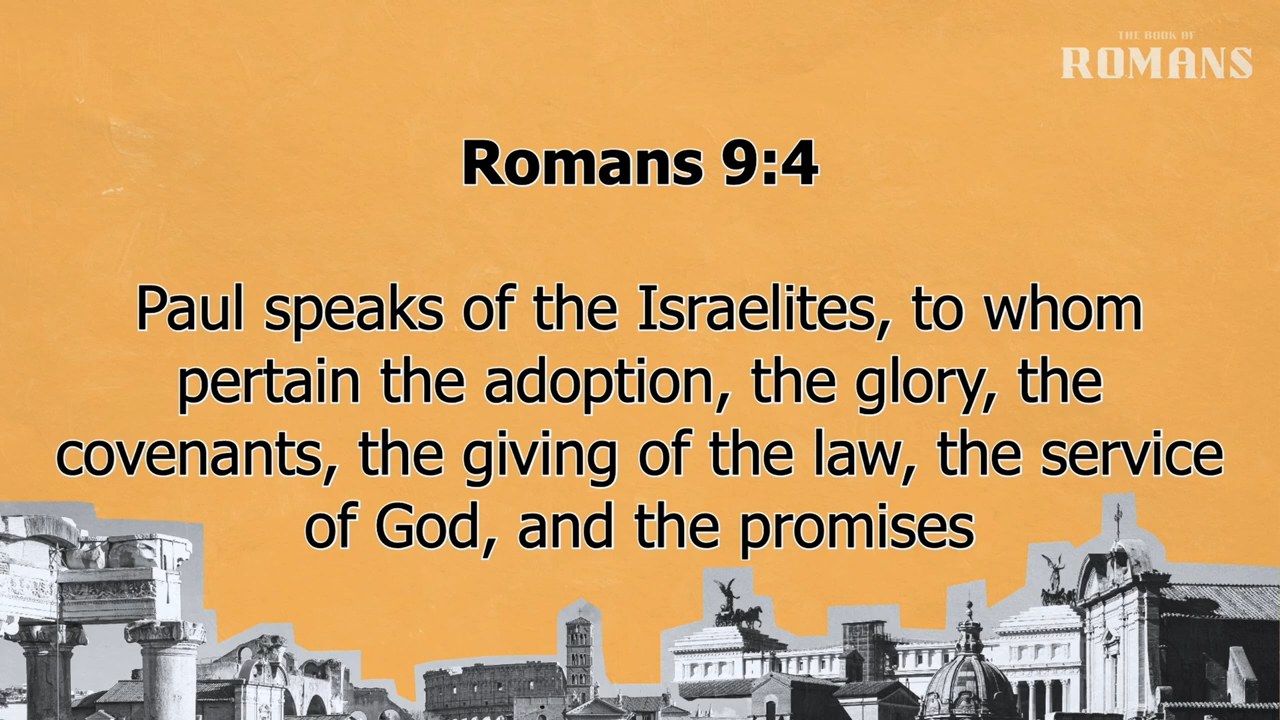 THE BOOK OF
ROMANS
Romans 9:4
Paul speaks of the Israelites, to whom
pertain the adoption, the glory, the
covenants, the giving of the law, the service
of God, and the promises